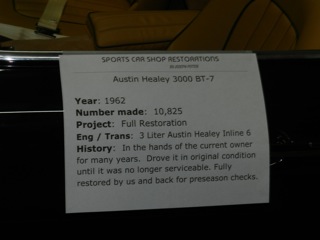 SPORTS CAR SHOP RESTORATIONS
Austin Healey 3000 BT-7
Year: 1962
Number made: 10,825
Project: Full Restoration
Eng / Trans: 3 Liter Austin Healey Inline 6
History: In the hands of the current owner
for many years. Drove it in original condition
until it was no longer serviceable. Fully
restored by us and back for preseason checks.